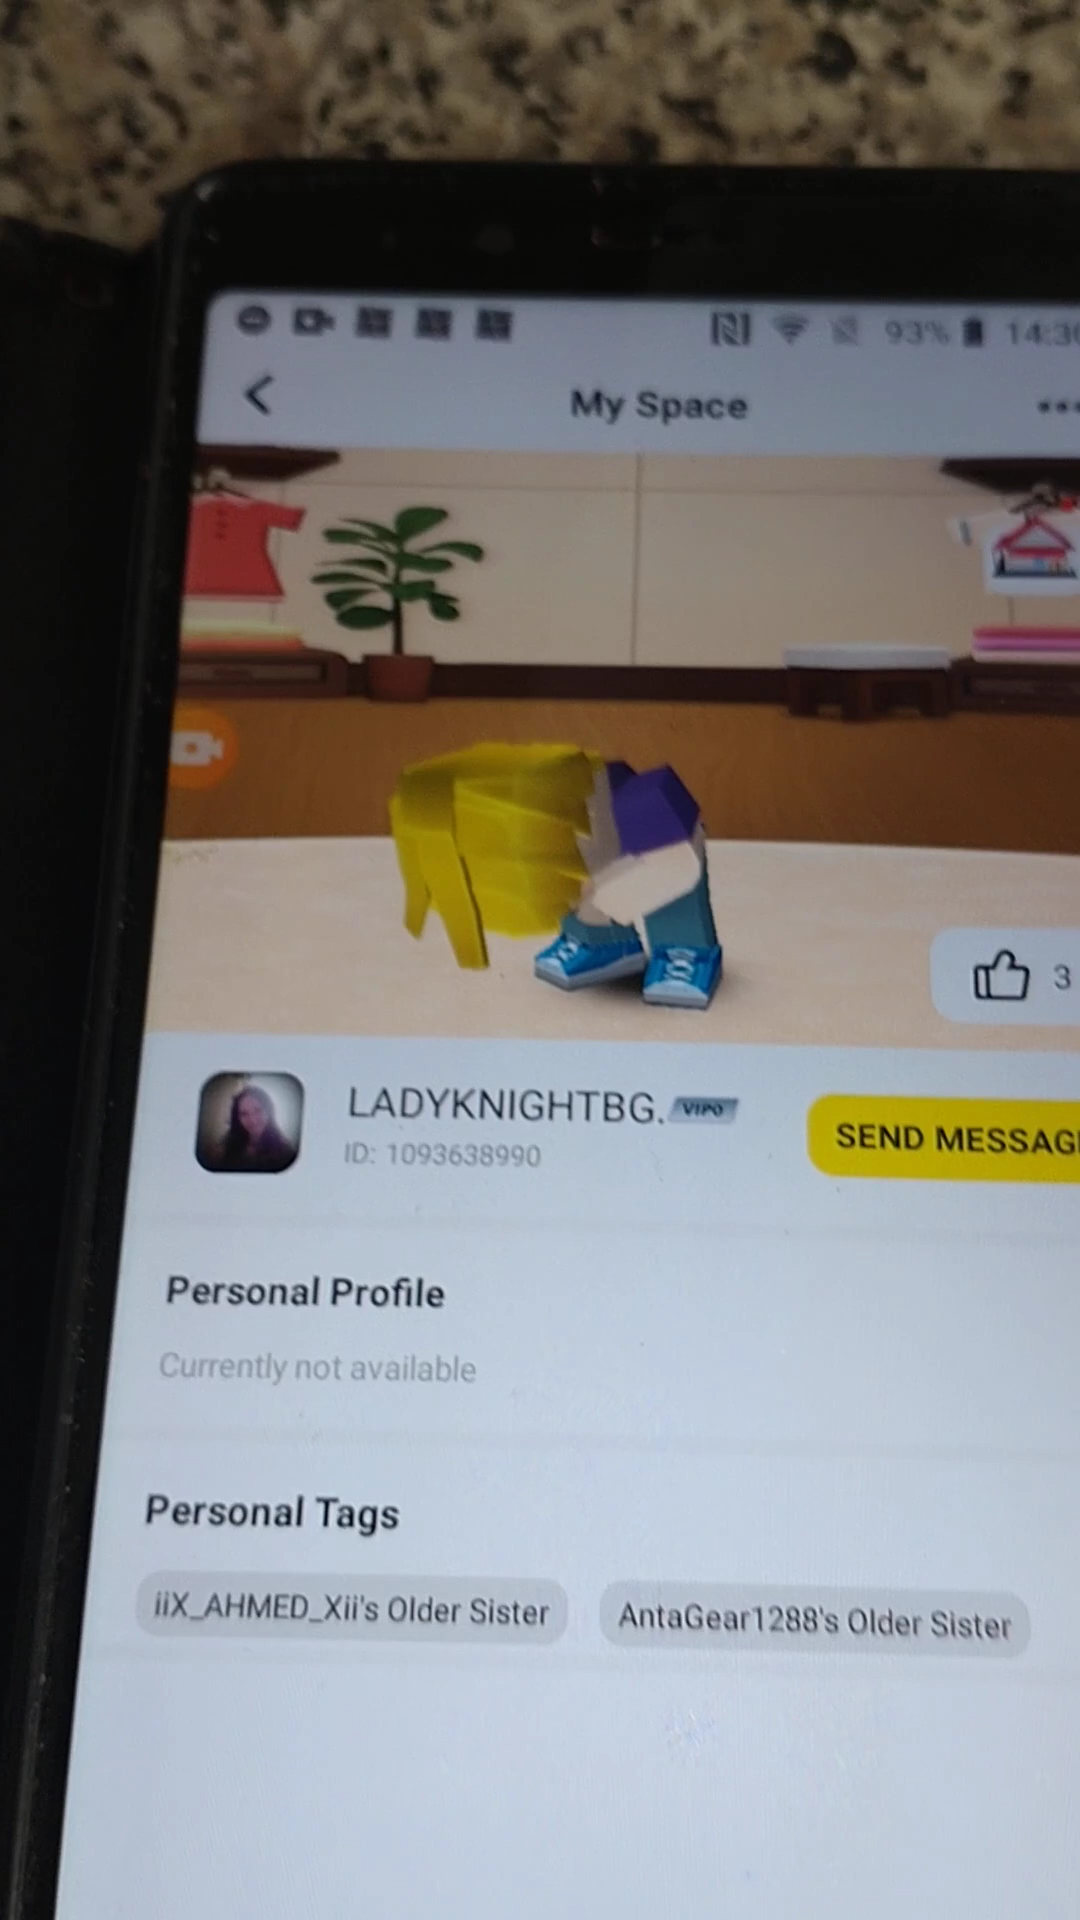 93%
My Space
3
LADYKNIGHTBG.
ID: 1093638990
Personal Profile
Currently not available
Personal Tags
iiX_AHMED_Xii's Older Sister
AntaGear1288's Older Sister
VIP0
SEND